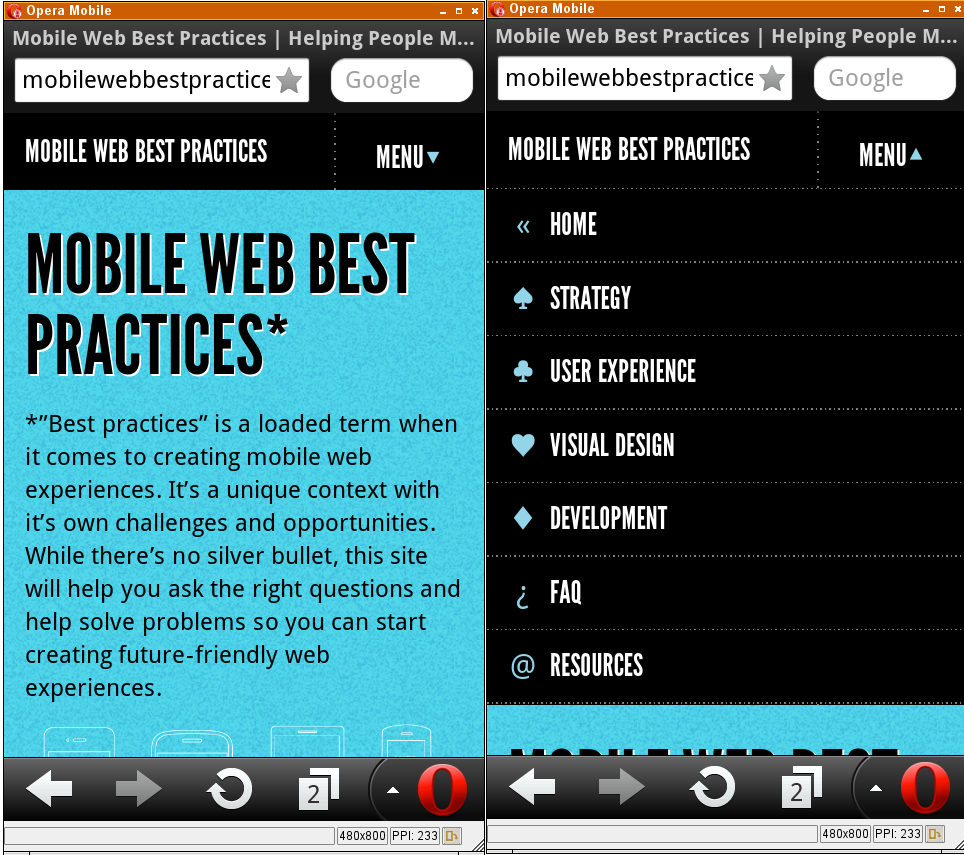 Opera Mobile
Mobile Web Best Practices | Helping People M...
mobilewebbestpractice
Google
MOBILE WEB BEST PRACTICES
MENU▼
MOBILE WEB BEST
PRACTICES*
*”Best practices” is a loaded term when
it comes to creating mobile web
experiences. It’s a unique context with
it’s own challenges and opportunities.
While there’s no silver bullet, this site
will help you ask the right questions and
help solve problems so you can start
creating future-friendly web
experiences.
2
480x800
PPI: 233
Opera Mobile
Mobile Web Best Practices | Helping People M...
mobilewebbestpractice
Google
MOBILE WEB BEST PRACTICES
MENU▲
« HOME
♠ STRATEGY
♣ USER EXPERIENCE
♥ VISUAL DESIGN
♦ DEVELOPMENT
¿ FAQ
@ RESOURCES
MOBILE WEB BEST
2
480x800
PPI: 233